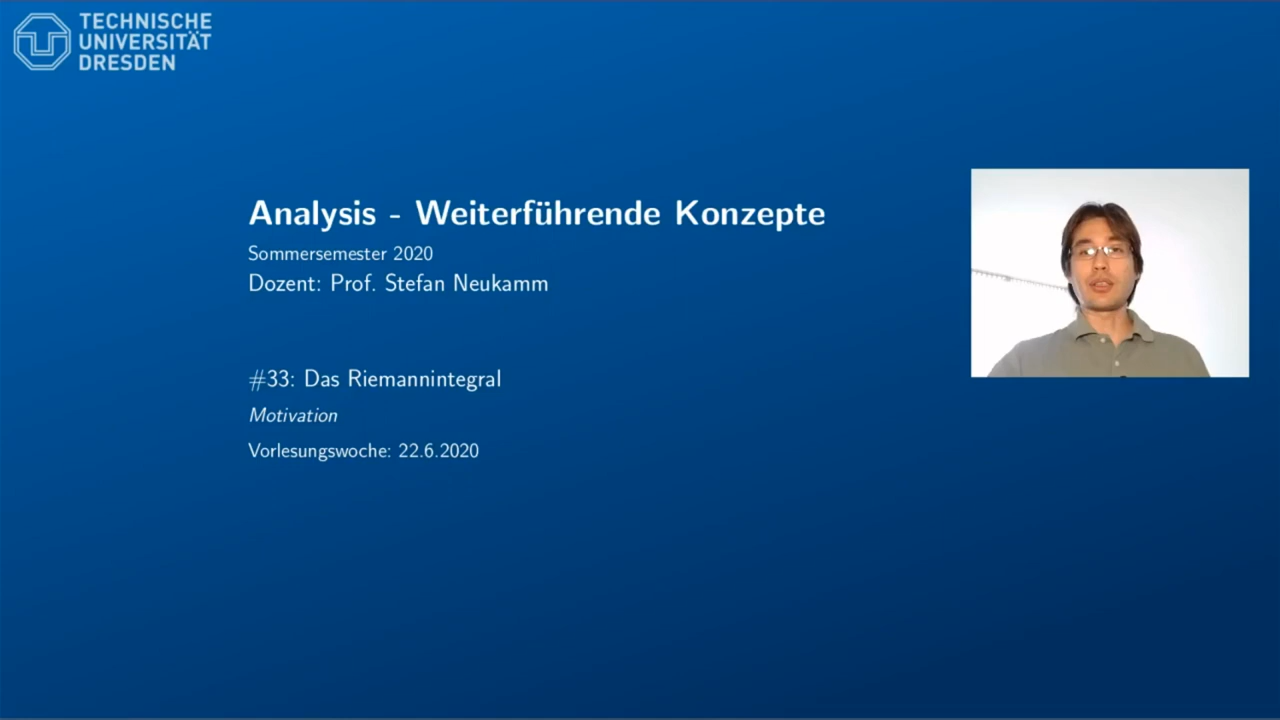 TECHNISCHE
UNIVERSITÄT
DRESDEN
Analysis - Weiterführende Konzepte
Sommersemester 2020
Dozent: Prof. Stefan Neukamm
#33: Das Riemannintegral
Motivation
Vorlesungswoche: 22.6.2020